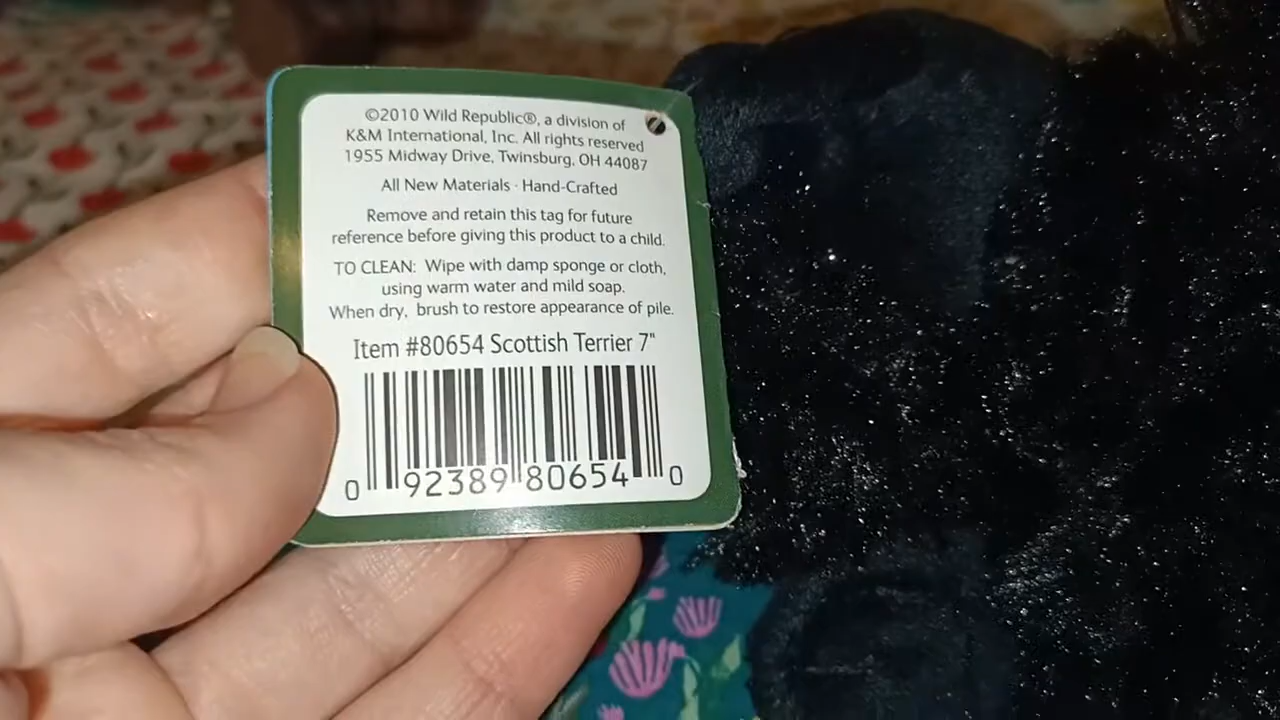 ©2010 Wild Republic®, a division of
K&M International, Inc. All rights reserved
1955 Midway Drive, Twinsburg, OH 44087
All New Materials · Hand-Crafted
Remove and retain this tag for future
reference before giving this product to a child.
TO CLEAN: Wipe with damp sponge or cloth,
using warm water and mild soap.
When dry, brush to restore appearance of pile.
Item #80654 Scottish Terrier 7"
0 92389 80654 0